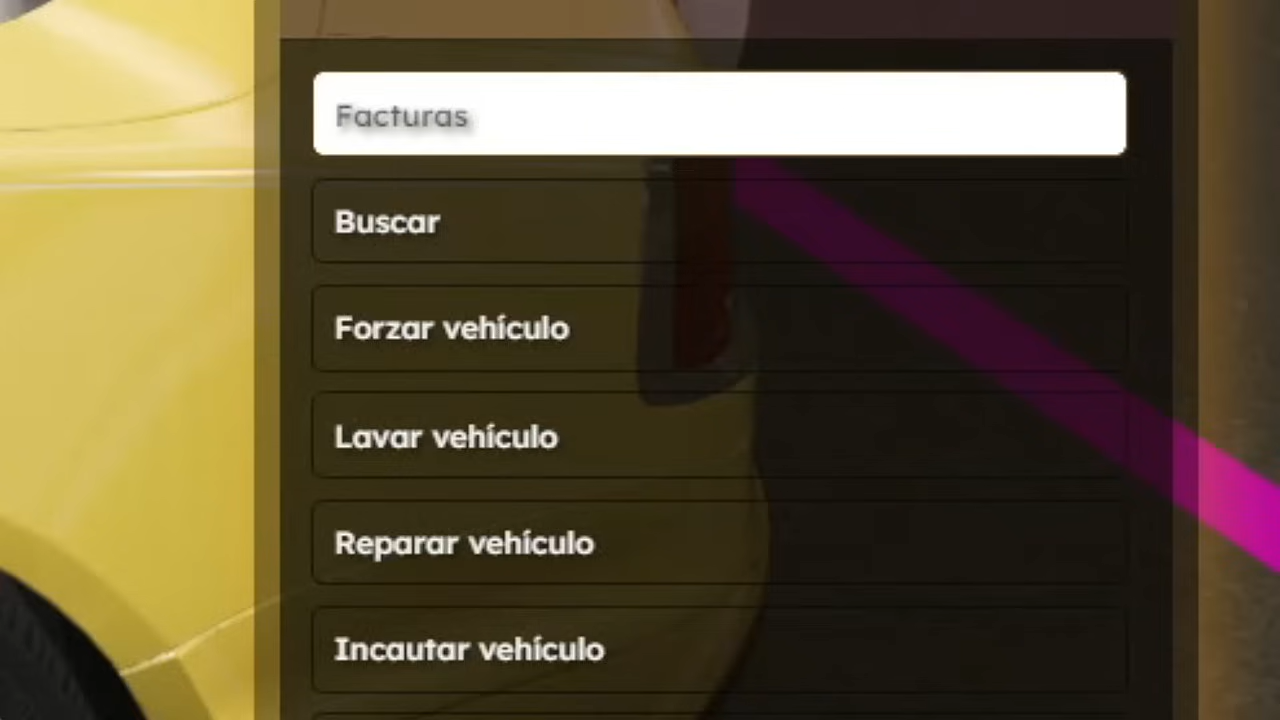 Facturas
Buscar
Forzar vehículo
Lavar vehículo
Reparar vehículo
Incautar vehículo